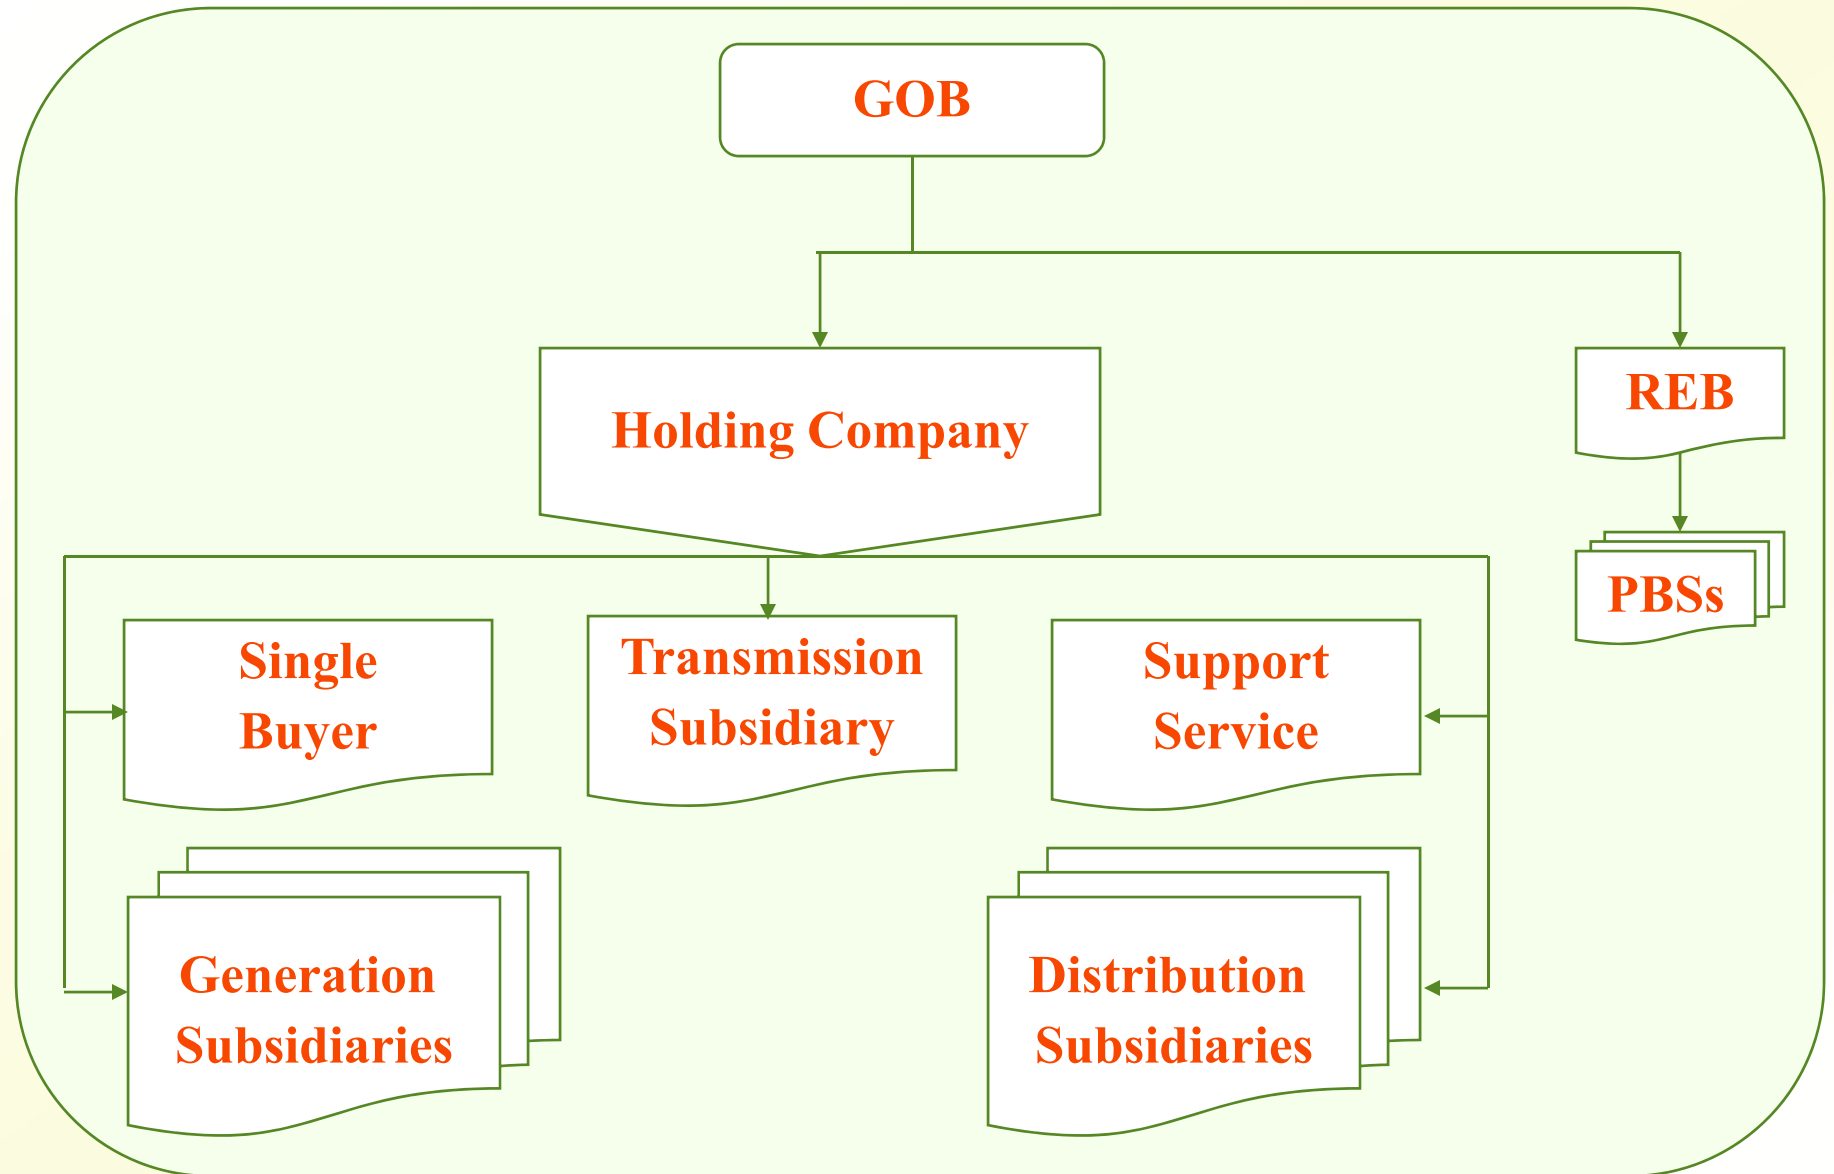 GOB
Holding Company
REB
PBSs
Single
Buyer
Transmission
Subsidiary
Support
Service
Generation
Subsidiaries
Distribution
Subsidiaries